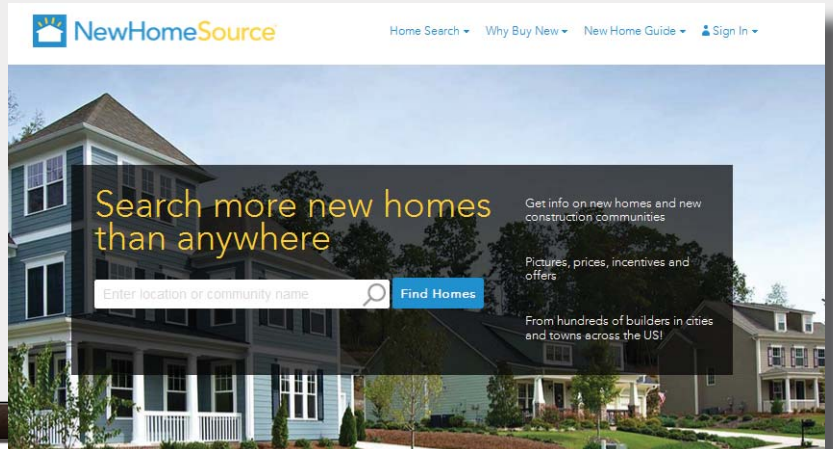 NewHomeSource
Home Search Why Buy New New Home Guide Sign In
Search more new homes
than anywhere
Enter location or community name
Find Homes
Get info on new homes and new
construction communities
Pictures, prices, incentives and
offers
From hundreds of builders in cities
and towns across the US!